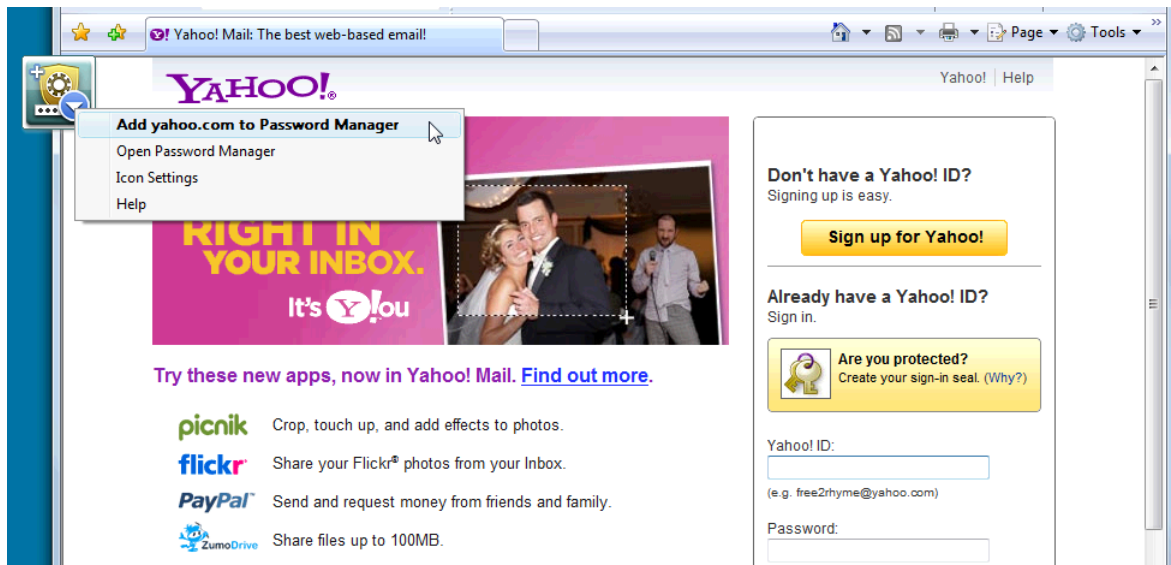 Yahoo! Mail: The best web-based email!
Page
Tools
»
YAHOO!®
Yahoo! | Help
Add yahoo.com to Password Manager
Open Password Manager
Icon Settings
Help
RIGHT IN
YOUR INBOX.
It's Y!ou
Don't have a Yahoo! ID?
Signing up is easy.
Sign up for Yahoo!
Already have a Yahoo! ID?
Sign in.
Are you protected?
Create your sign-in seal. (Why?)
Try these new apps, now in Yahoo! Mail. Find out more.
picnik Crop, touch up, and add effects to photos.
flickr Share your Flickr® photos from your Inbox.
PayPal™ Send and request money from friends and family.
ZumoDrive Share files up to 100MB.
Yahoo! ID:
(e.g. free2rhyme@yahoo.com)
Password: